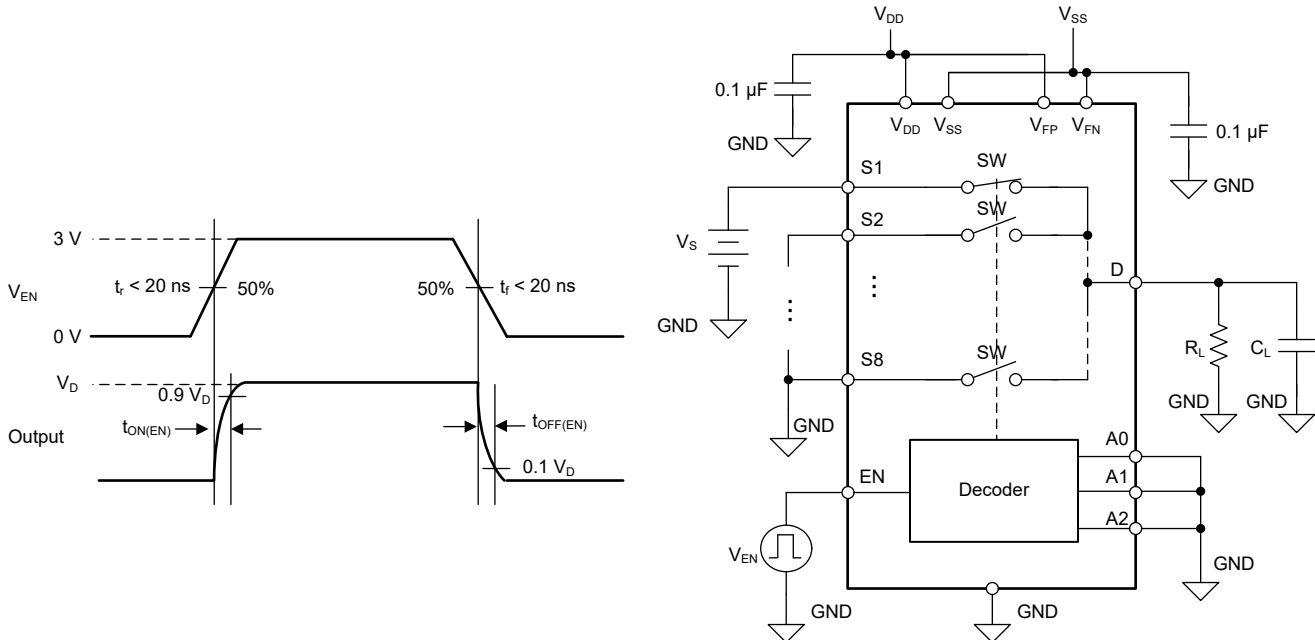 3 V
V_EN
t_r < 20 ns
50%
50%
t_f < 20 ns
0 V
V_D
0.9 V_D
Output
t_ON(EN)
t_OFF(EN)
0.1 V_D
V_DD
V_SS
0.1 µF
GND
V_DD
V_SS
V_FP
V_FN
0.1 µF
GND
S1
SW
S2
SW
V_S
GND
...
...
D
S8
SW
R_L
C_L
GND
GND
GND
A0
EN
Decoder
A1
A2
V_EN
GND
GND
GND